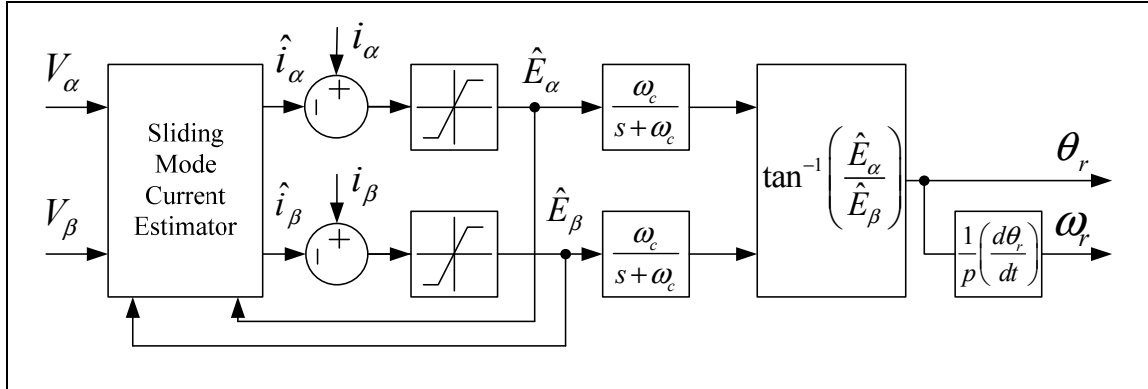 V_α
V_β
Sliding
Mode
Current
Estimator
î_α
i_α
+
−
î_β
i_β
+
−
Ê_α
Ê_β
ω_c
s+ω_c
ω_c
s+ω_c
tan⁻¹(Ê_α/Ê_β)
θ_r
ω_r
1/p(dθ_r/dt)